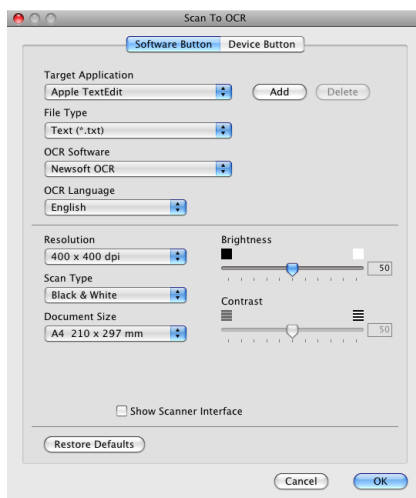 Scan To OCR
Software Button Device Button
Target Application
Apple TextEdit Add Delete
File Type
Text (*.txt)
OCR Software
Newsoft OCR
OCR Language
English
Resolution Brightness
400 x 400 dpi 50
Scan Type
Black & White Contrast
Document Size 50
A4 210 x 297 mm
Show Scanner Interface
Restore Defaults
Cancel OK